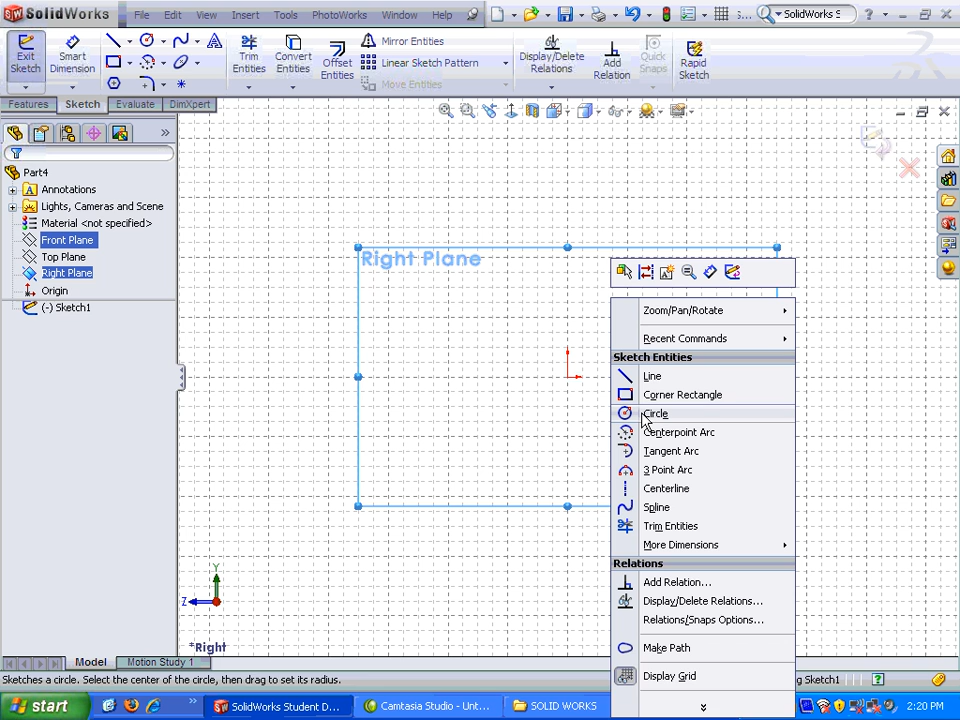 SolidWorks
File Edit View Insert Tools PhotoWorks Window Help
S... SolidWorks S
Exit Sketch
Smart Dimension
Trim Entities
Convert Entities
Offset Entities
Mirror Entities
Linear Sketch Pattern
Move Entities
Display/Delete Relations
Add Relation
Quick Snaps
Rapid Sketch
Features Sketch Evaluate DimXpert
Part4
Annotations
Lights, Cameras and Scene
Material <not specified>
Front Plane
Top Plane
Right Plane
Origin
(-) Sketch1
Right Plane
Zoom/Pan/Rotate
Recent Commands
Sketch Entities
Line
Corner Rectangle
Circle
Centerpoint Arc
Tangent Arc
3 Point Arc
Centerline
Spline
Trim Entities
More Dimensions
Relations
Add Relation...
Display/Delete Relations...
Relations/Snaps Options...
Make Path
Display Grid
Y
Z
*Right
Model Motion Study 1
Sketches a circle. Select the center of the circle, then drag to set its radius.
g Sketch1
start
SolidWorks Student D...
Camtasia Studio - Unt...
SOLID WORKS
2:20 PM